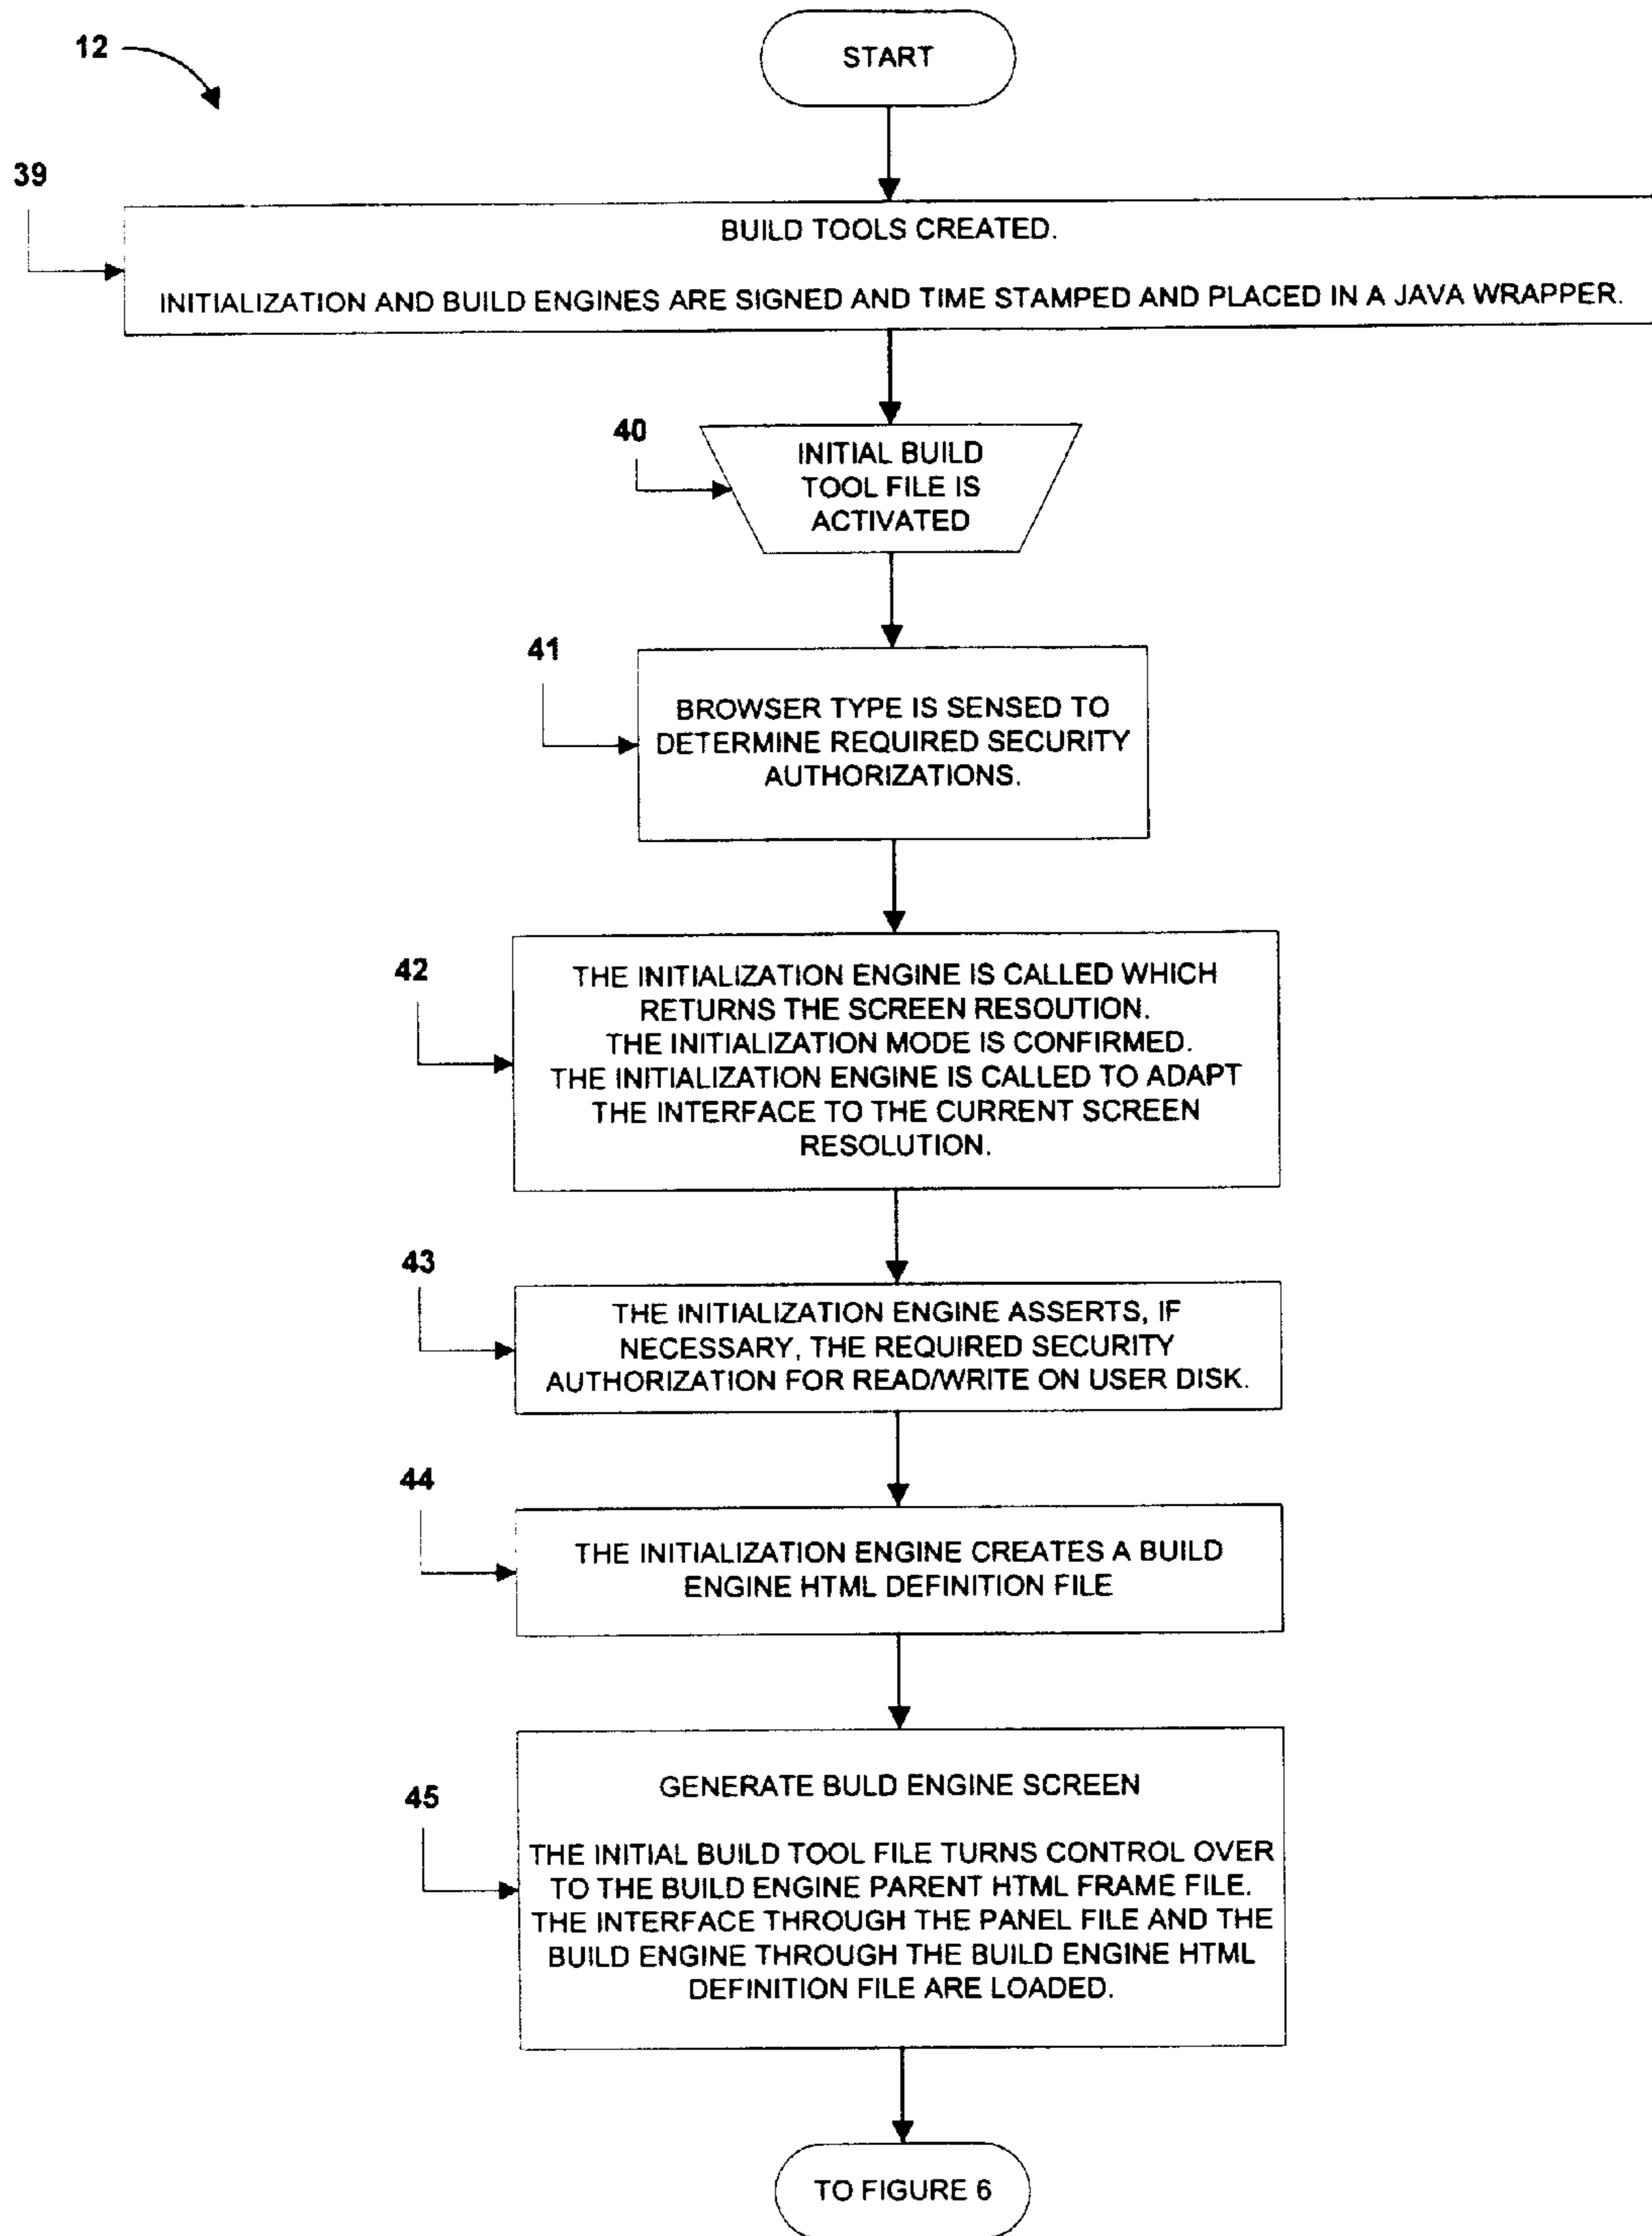 12
START
39
BUILD TOOLS CREATED.
INITIALIZATION AND BUILD ENGINES ARE SIGNED AND TIME STAMPED AND PLACED IN A JAVA WRAPPER.
40
INITIAL BUILD
TOOL FILE IS
ACTIVATED
41
BROWSER TYPE IS SENSED TO
DETERMINE REQUIRED SECURITY
AUTHORIZATIONS.
42
THE INITIALIZATION ENGINE IS CALLED WHICH
RETURNS THE SCREEN RESOUTION.
THE INITIALIZATION MODE IS CONFIRMED.
THE INITIALIZATION ENGINE IS CALLED TO ADAPT
THE INTERFACE TO THE CURRENT SCREEN
RESOLUTION.
43
THE INITIALIZATION ENGINE ASSERTS, IF
NECESSARY, THE REQUIRED SECURITY
AUTHORIZATION FOR READ/WRITE ON USER DISK.
44
THE INITIALIZATION ENGINE CREATES A BUILD
ENGINE HTML DEFINITION FILE
45
GENERATE BULD ENGINE SCREEN
THE INITIAL BUILD TOOL FILE TURNS CONTROL OVER
TO THE BUILD ENGINE PARENT HTML FRAME FILE.
THE INTERFACE THROUGH THE PANEL FILE AND THE
BUILD ENGINE THROUGH THE BUILD ENGINE HTML
DEFINITION FILE ARE LOADED.
TO FIGURE 6